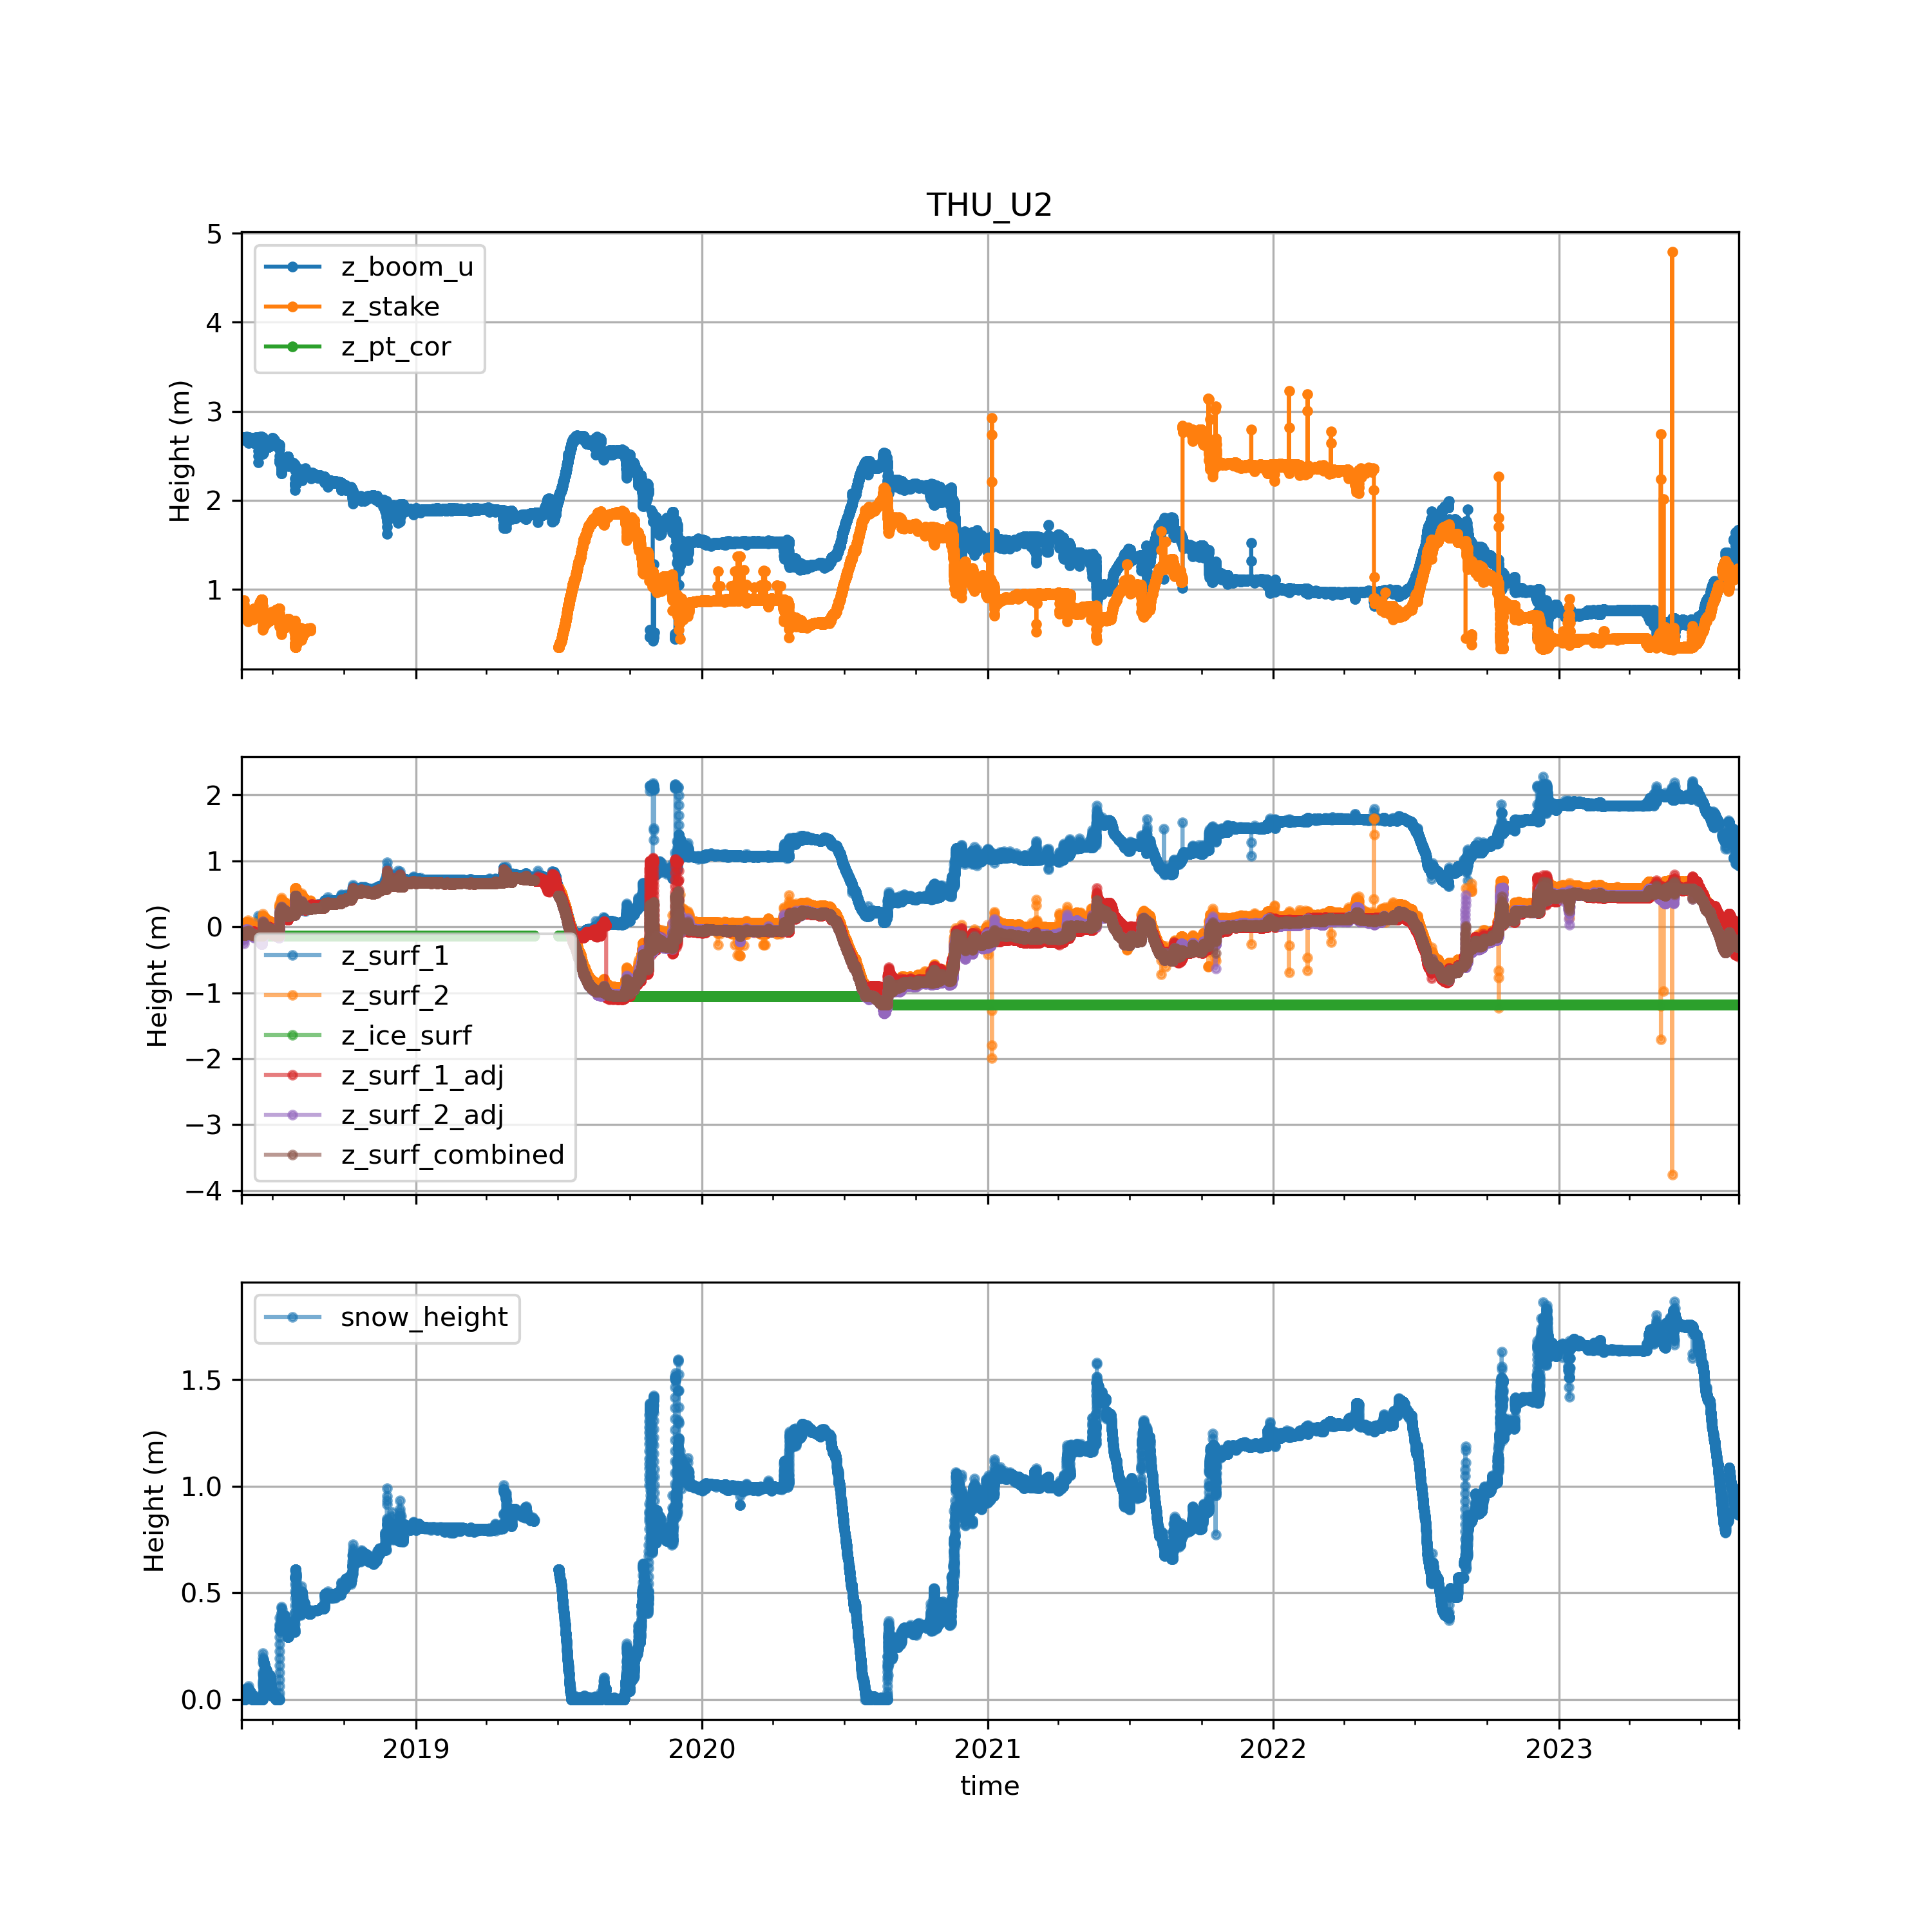 THU_U2
5
4
3
2
1
Height (m)
z_boom_u
z_stake
z_pt_cor
2
1
0
−1
−2
−3
−4
Height (m)
z_surf_1
z_surf_2
z_ice_surf
z_surf_1_adj
z_surf_2_adj
z_surf_combined
1.5
1.0
0.5
0.0
Height (m)
snow_height
2019 2020 2021 2022 2023
time